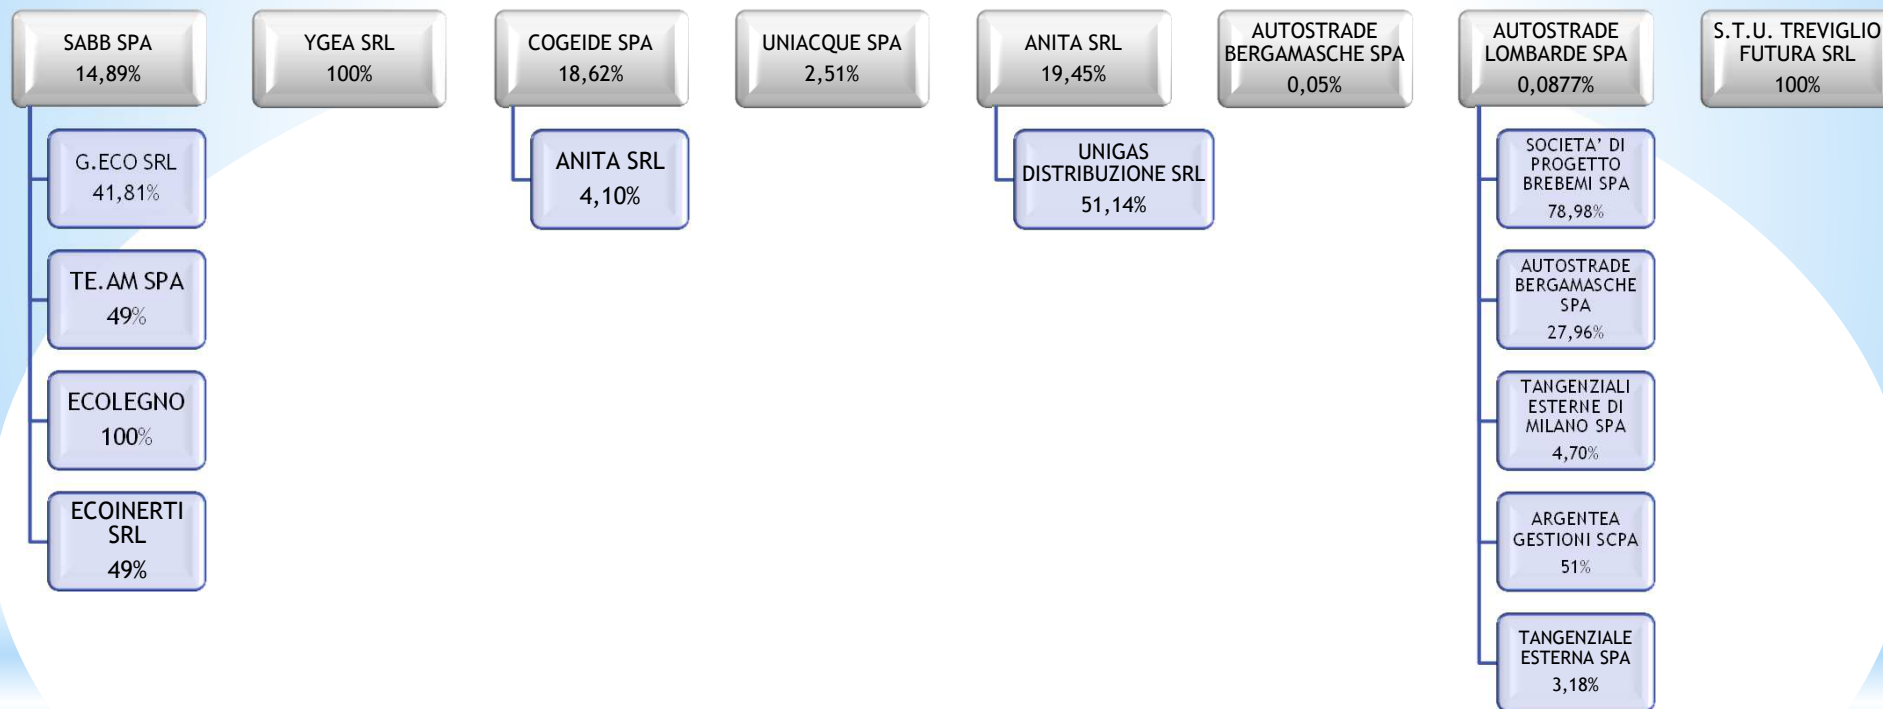 SABB SPA
14,89%
YGEA SRL
100%
COGEIDE SPA
18,62%
UNIACQUE SPA
2,51%
ANITA SRL
19,45%
AUTOSTRADE
BERGAMASCHE SPA
0,05%
AUTOSTRADE
LOMBARDE SPA
0,0877%
S.T.U. TREVIGLIO
FUTURA SRL
100%
G.ECO SRL
41,81%
TE.AM SPA
49%
ECOLEGNO
100%
ECOINERTI
SRL
49%
ANITA SRL
4,10%
UNIGAS
DISTRIBUZIONE SRL
51,14%
SOCIETA’ DI
PROGETTO
BREBEMI SPA
78,98%
AUTOSTRADE
BERGAMASCHE
SPA
27,96%
TANGENZIALI
ESTERNE DI
MILANO SPA
4,70%
ARGENTEA
GESTIONI SCPA
51%
TANGENZIALE
ESTERNA SPA
3,18%